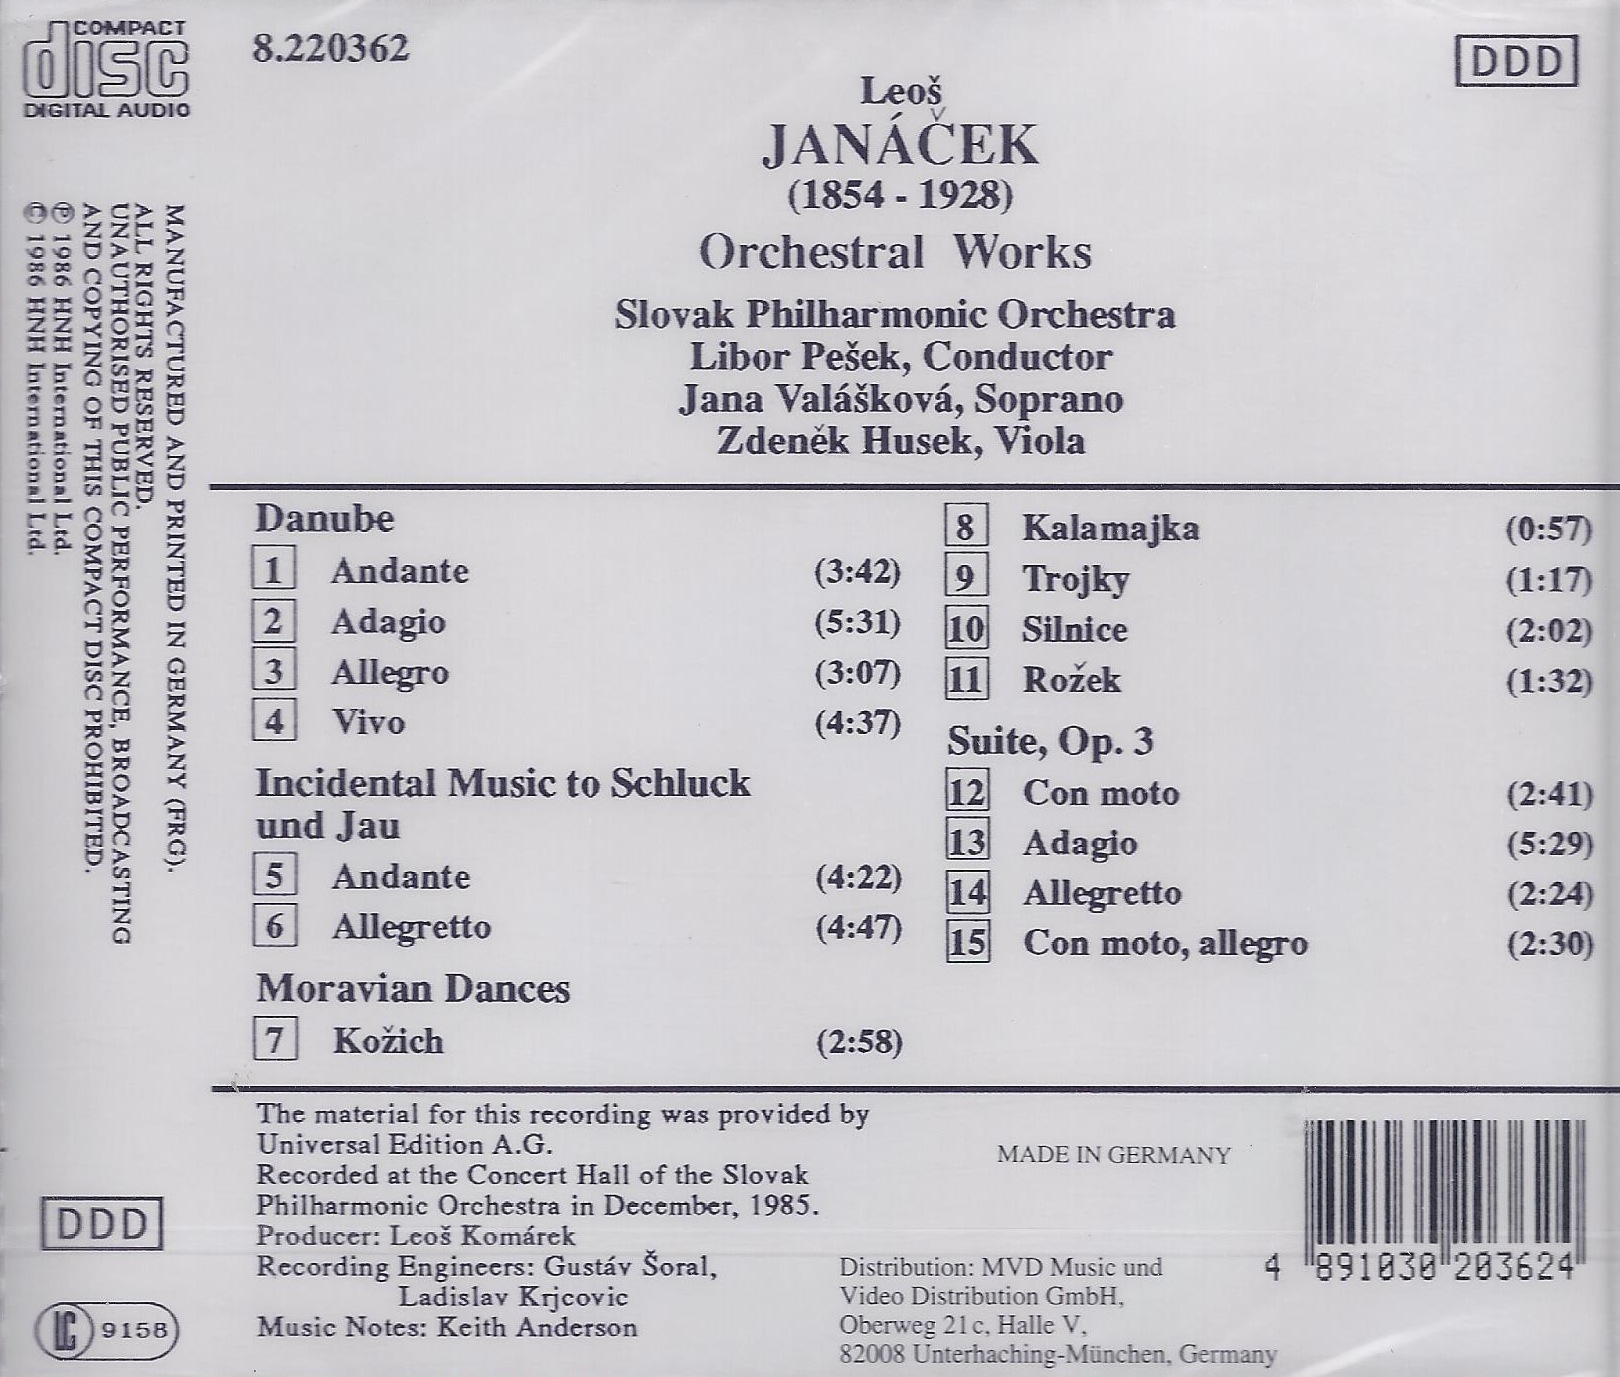 COMPACT
disc
DIGITAL AUDIO
8.220362
DDD
Leoš
JANÁČEK
(1854 - 1928)
Orchestral Works
Slovak Philharmonic Orchestra
Libor Pešek, Conductor
Jana Valášková, Soprano
Zdeněk Husek, Viola
MANUFACTURED AND PRINTED IN GERMANY (FRG).
ALL RIGHTS RESERVED.
UNAUTHORISED PUBLIC PERFORMANCE, BROADCASTING
AND COPYING OF THIS COMPACT DISC PROHIBITED.
℗ 1986 HNH International Ltd.
© 1986 HNH International Ltd.
Danube
1 Andante (3:42)
2 Adagio (5:31)
3 Allegro (3:07)
4 Vivo (4:37)
Incidental Music to Schluck
und Jau
5 Andante (4:22)
6 Allegretto (4:47)
Moravian Dances
7 Kožich (2:58)
8 Kalamajka (0:57)
9 Trojky (1:17)
10 Silnice (2:02)
11 Rožek (1:32)
Suite, Op. 3
12 Con moto (2:41)
13 Adagio (5:29)
14 Allegretto (2:24)
15 Con moto, allegro (2:30)
The material for this recording was provided by
Universal Edition A.G.
Recorded at the Concert Hall of the Slovak
Philharmonic Orchestra in December, 1985.
Producer: Leoš Komárek
Recording Engineers: Gustáv Šoral,
Ladislav Krjcovic
Music Notes: Keith Anderson
MADE IN GERMANY
Distribution: MVD Music und
Video Distribution GmbH,
Oberweg 21c, Halle V,
82008 Unterhaching-München, Germany
4 891030 203624
DDD
LC 9158